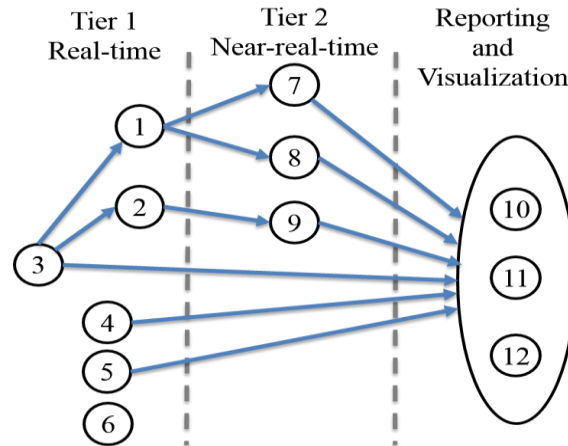 Tier 1
Real-time
Tier 2
Near-real-time
Reporting
and
Visualization
1
2
3
4
5
6
7
8
9
10
11
12